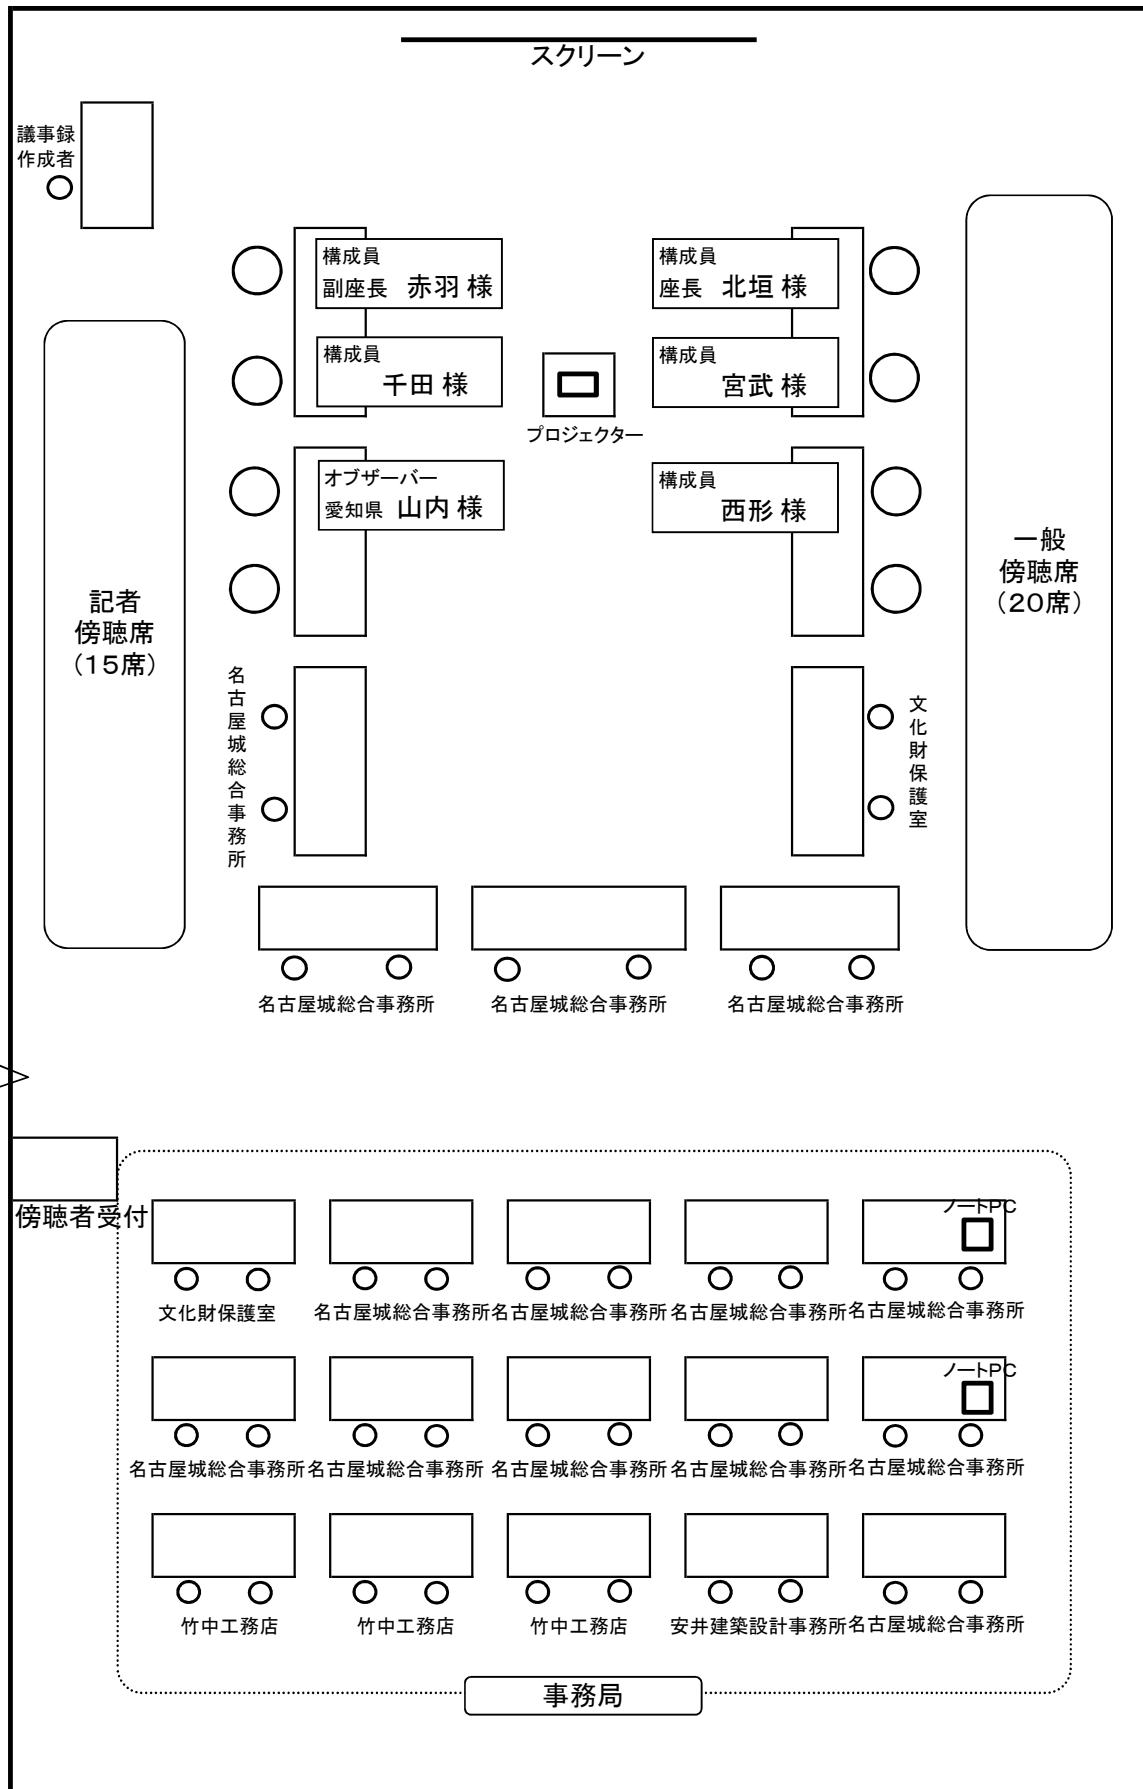 スクリーン
議事録
作成者
構成員
副座長 赤羽 様
構成員
座長 北垣 様
構成員
千田 様
構成員
宮武 様
プロジェクター
オブザーバー
愛知県 山内 様
構成員
西形 様
記者
傍聴席
（15席）
一般
傍聴席
（20席）
名古屋城総合事務所
文化財保護室
名古屋城総合事務所
名古屋城総合事務所
名古屋城総合事務所
傍聴者受付
ノートPC
文化財保護室
名古屋城総合事務所
名古屋城総合事務所
名古屋城総合事務所
名古屋城総合事務所
ノートPC
名古屋城総合事務所
名古屋城総合事務所
名古屋城総合事務所
名古屋城総合事務所
名古屋城総合事務所
竹中工務店
竹中工務店
竹中工務店
安井建築設計事務所
名古屋城総合事務所
事務局